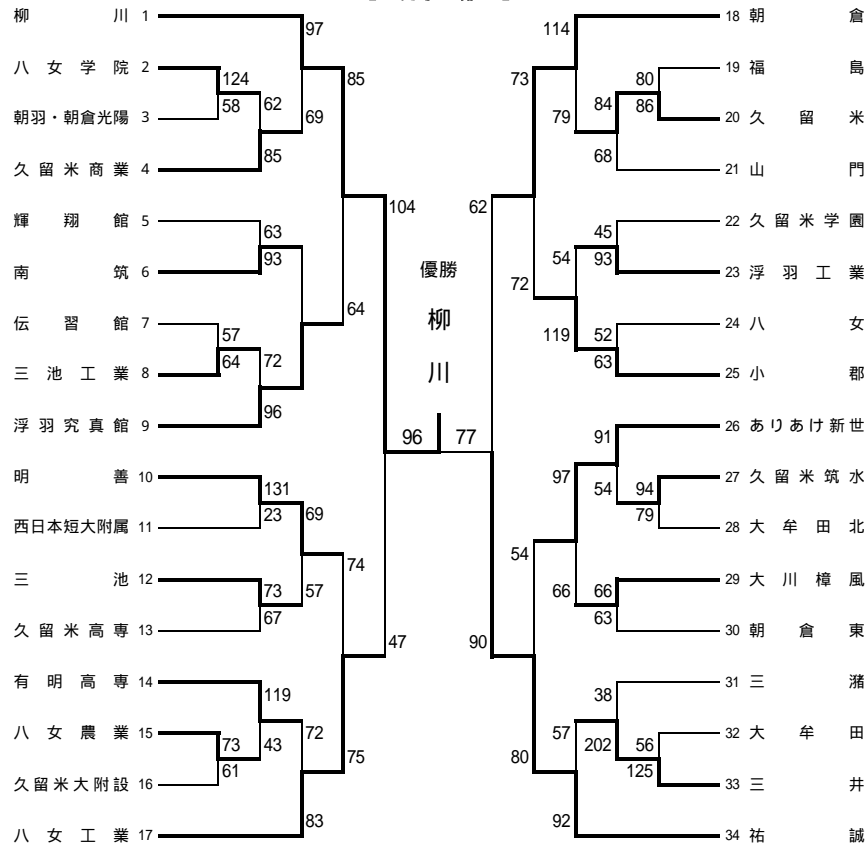 柳川 1
八女学院 2
朝羽・朝倉光陽 3
久留米商業 4
輝翔館 5
南筑 6
伝習館 7
三池工業 8
浮羽究真館 9
明善 10
西日本短大附属 11
三池 12
久留米高専 13
有明高専 14
八女農業 15
久留米大附設 16
八女工業 17
97
124
58
62
85
69
85
63
93
57
64
72
96
64
104
131
23
73
67
69
57
74
119
73
61
43
72
83
75
47
優勝
柳
川
96 77
62
90
114
73
79
84
80
86
68
72
54
45
93
119
52
63
91
97
54
94
79
54
66
66
63
38
57
202
56
125
80
92
18 朝倉
19 福島
20 久留米
21 山門
22 久留米学園
23 浮羽工業
24 八女
25 小郡
26 ありあけ新世
27 久留米筑水
28 大牟田北
29 大川樟風
30 朝倉東
31 三潴
32 大牟田
33 三井
34 祐誠